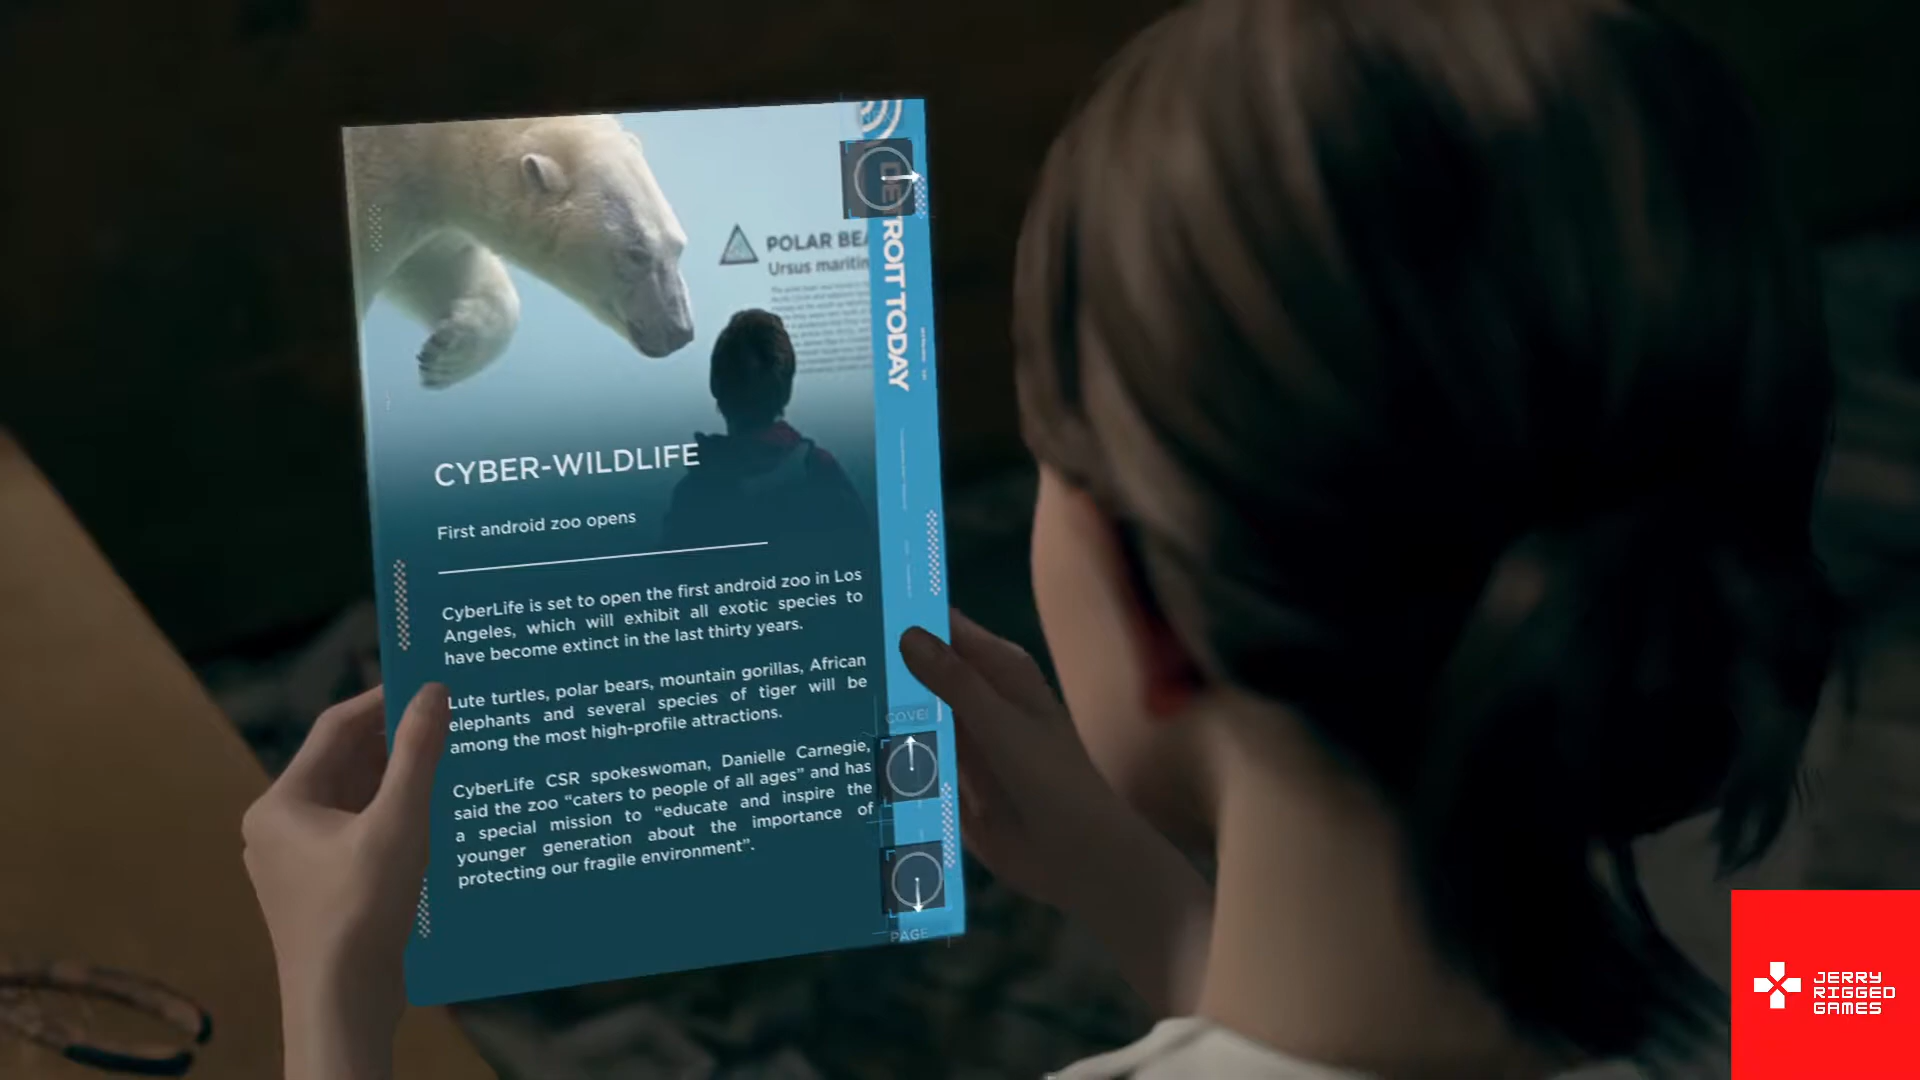 DETROIT TODAY
POLAR BEA
Ursus maritim
CYBER-WILDLIFE
First android zoo opens
CyberLife is set to open the first android zoo in Los
Angeles, which will exhibit all exotic species to
have become extinct in the last thirty years.
Lute turtles, polar bears, mountain gorillas, African
elephants and several species of tiger will be
among the most high-profile attractions.
CyberLife CSR spokeswoman, Danielle Carnegie,
said the zoo “caters to people of all ages” and has
a special mission to “educate and inspire the
younger generation about the importance of
protecting our fragile environment”.
COVER
PAGE
JERRY
RIGGED
GAMES